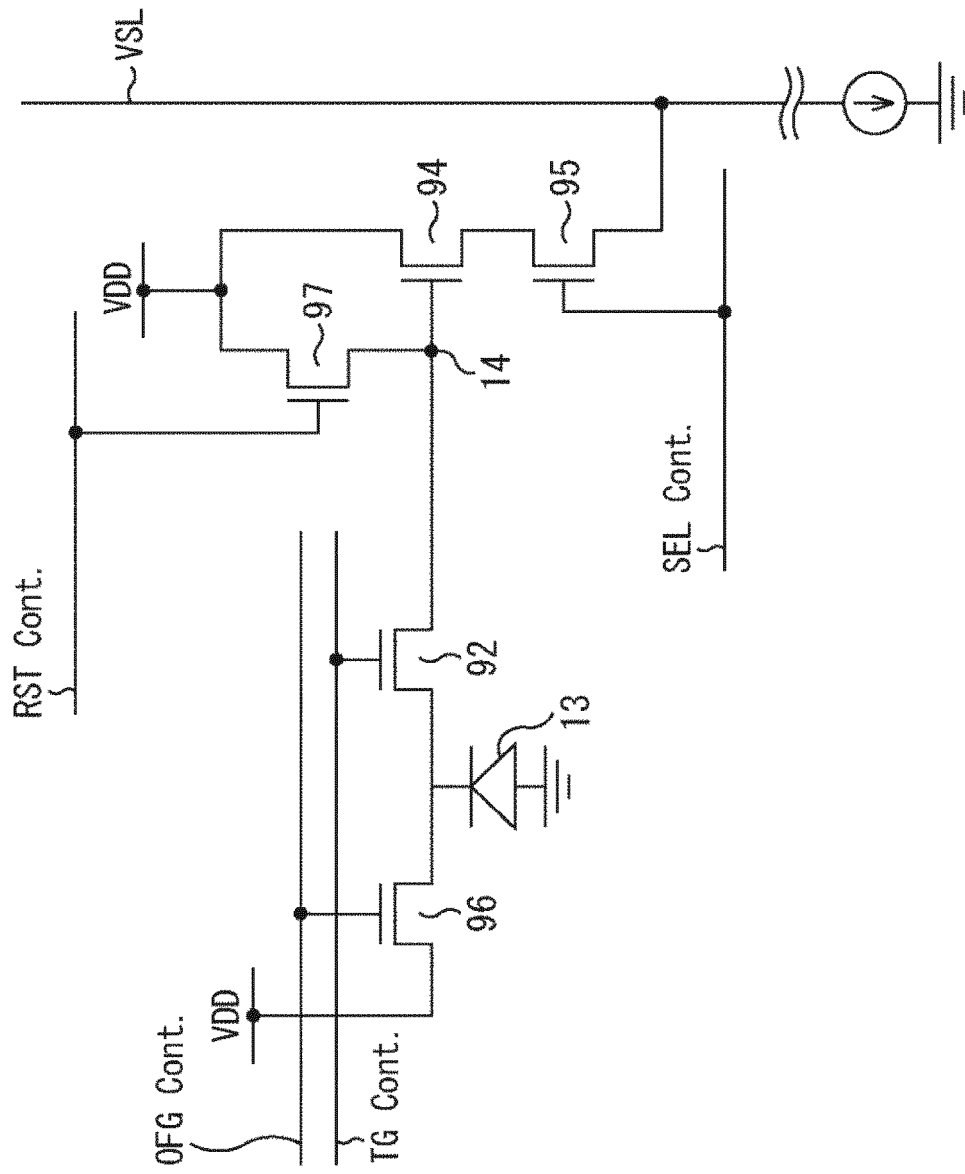 VSL
VDD
97
94
95
14
RST Cont.
SEL Cont.
92
13
96
VDD
OFG Cont.
TG Cont.